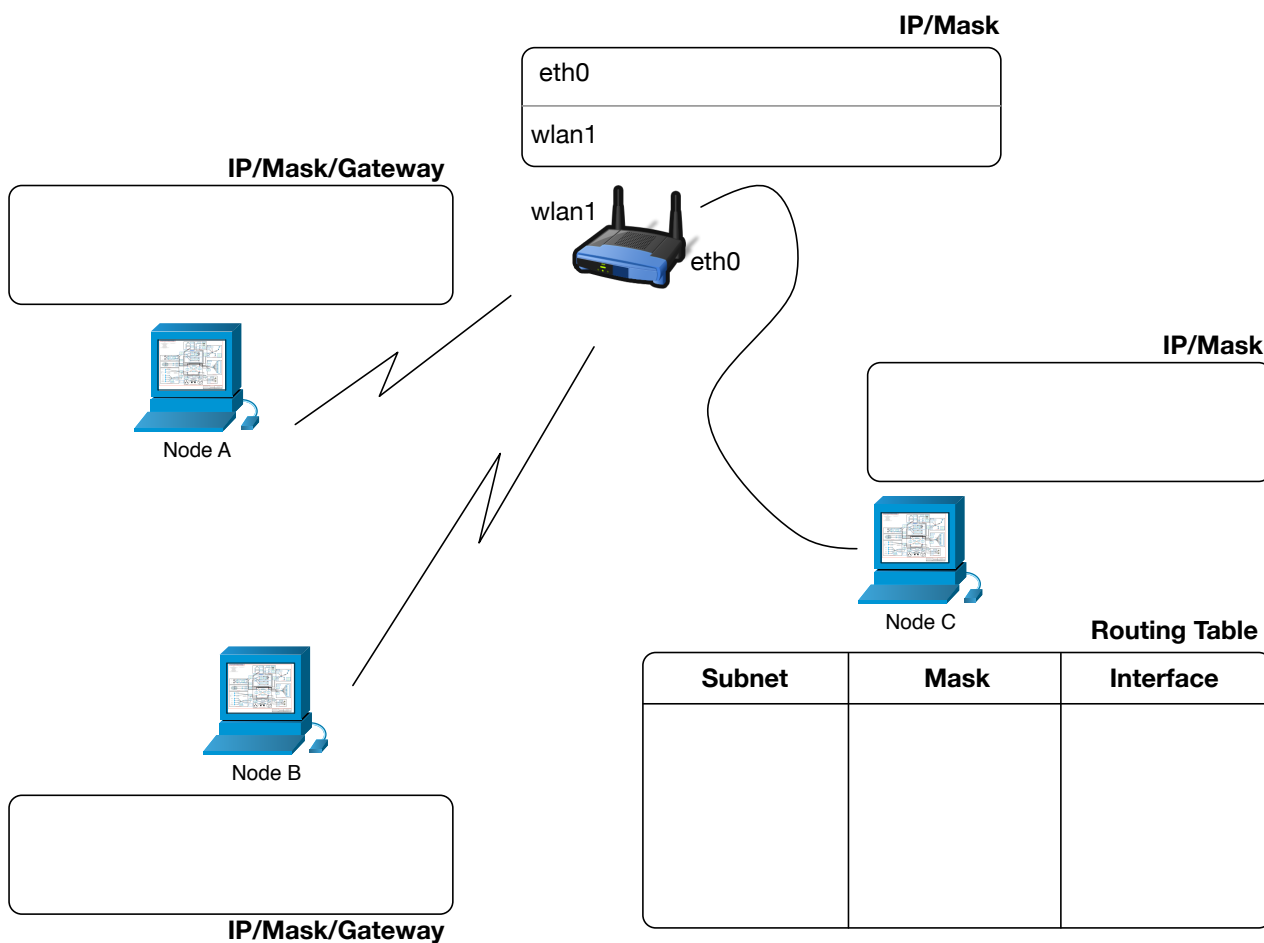 IP/Mask
eth0
wlan1
IP/Mask/Gateway
wlan1
eth0
IP/Mask
Node A
Node C
Routing Table
Subnet Mask Interface
Node B
IP/Mask/Gateway